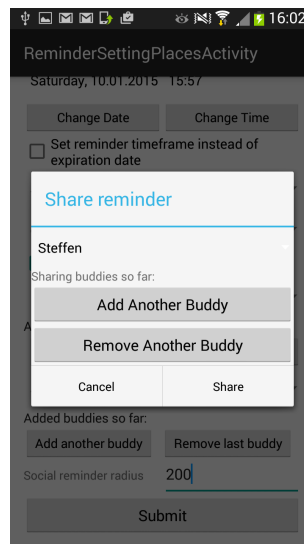 16:02
ReminderSettingPlacesActivity
Saturday, 10.01.2015 15:57
Change Date Change Time
Set reminder timeframe instead of
expiration date
Share reminder
Steffen
Sharing buddies so far:
Add Another Buddy
A
Remove Another Buddy
Cancel Share
Added buddies so far:
Add another buddy Remove last buddy
Social reminder radius 200
Submit